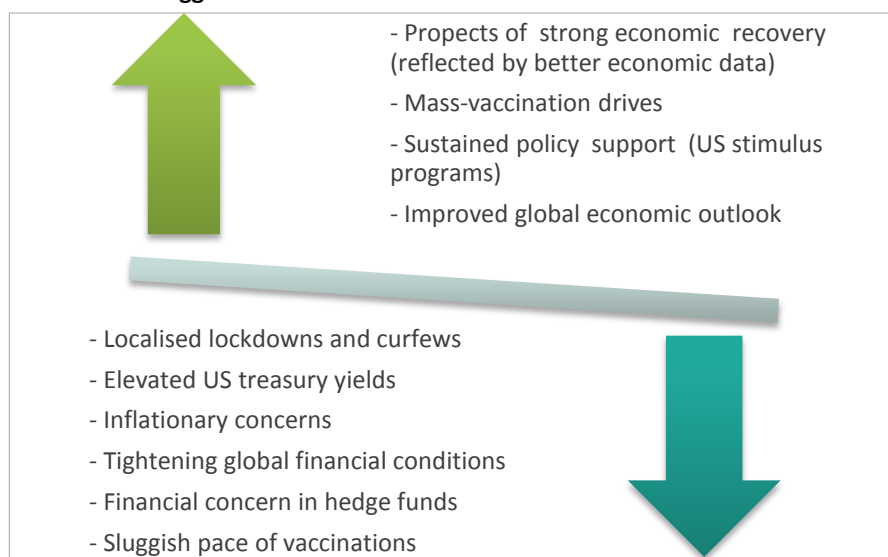 - Propects of strong economic recovery
(reflected by better economic data)
- Mass-vaccination drives
- Sustained policy support (US stimulus
programs)
- Improved global economic outlook
- Localised lockdowns and curfews
- Elevated US treasury yields
- Inflationary concerns
- Tightening global financial conditions
- Financial concern in hedge funds
- Sluggish pace of vaccinations